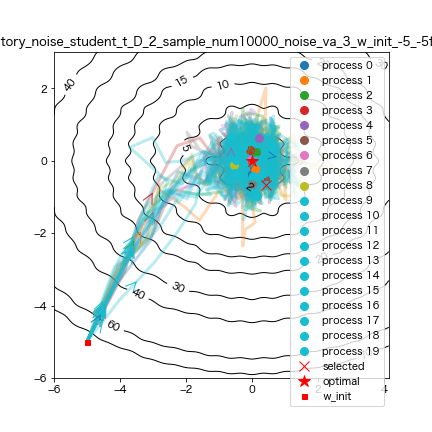 tory_noise_student_t_D_2_sample_num10000_noise_va_3_w_init_-5_-5f
process 0
process 1
process 2
process 3
process 4
process 5
process 6
process 7
process 8
process 9
process 10
process 11
process 12
process 13
process 14
process 15
process 16
process 17
process 18
process 19
selected
optimal
w_init
2
0
−2
−4
−6
−6
−4
−2
0
2
4
40
15
10
5
2
30
40
60